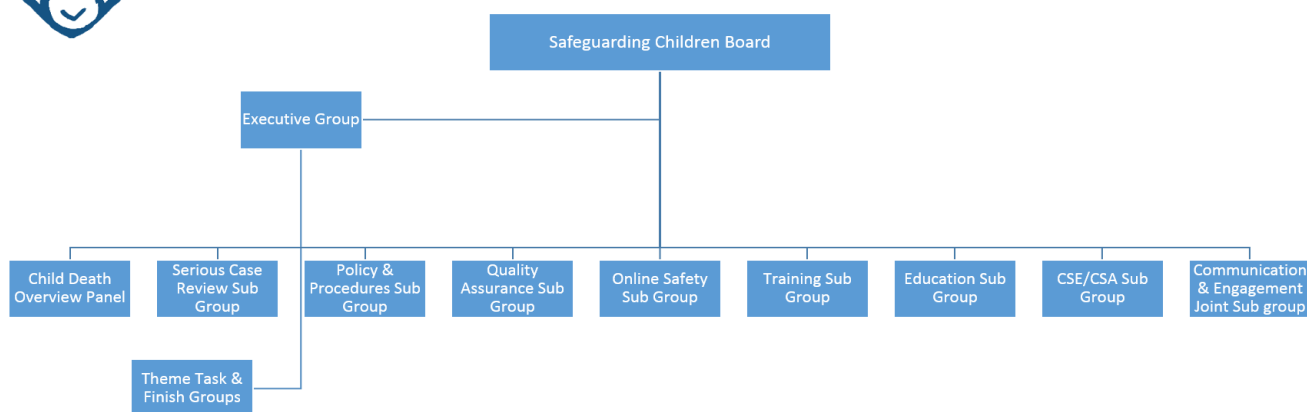 Safeguarding Children Board
Executive Group
Child Death
Overview Panel
Serious Case
Review Sub
Group
Policy &
Procedures Sub
Group
Quality
Assurance Sub
Group
Online Safety
Sub Group
Training Sub
Group
Education Sub
Group
CSE/CSA Sub
Group
Communication
& Engagement
Joint Sub group
Theme Task &
Finish Groups